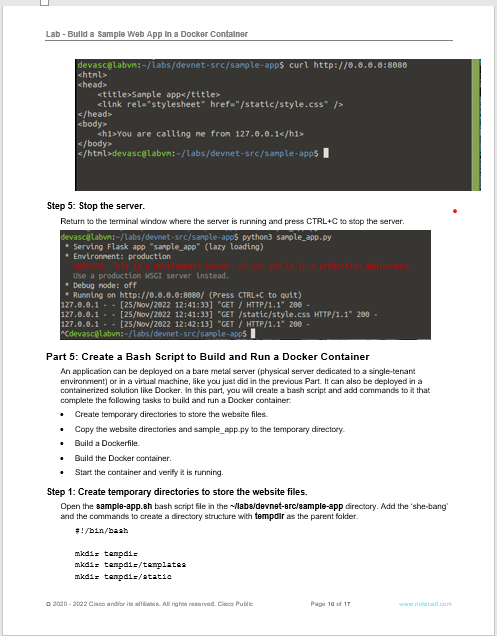 Lab - Build a Sample Web App in a Docker Container
devasc@labvm:~/labs/devnet-src/sample-app$ curl http://0.0.0.0:8080
<html>
<head>
    <title>Sample app</title>
    <link rel="stylesheet" href="/static/style.css" />
</head>
<body>
    <h1>You are calling me from 127.0.0.1</h1>
</body>
</html>devasc@labvm:~/labs/devnet-src/sample-app$
Step 5: Stop the server.
Return to the terminal window where the server is running and press CTRL+C to stop the server.
devasc@labvm:~/labs/devnet-src/sample-app$ python3 sample_app.py
 * Serving Flask app "sample_app" (lazy loading)
 * Environment: production
   WARNING: This is a development server. Do not use it in a production deployment.
   Use a production WSGI server instead.
 * Debug mode: off
 * Running on http://0.0.0.0:8080/ (Press CTRL+C to quit)
127.0.0.1 - - [25/Nov/2022 12:41:33] "GET / HTTP/1.1" 200 -
127.0.0.1 - - [25/Nov/2022 12:41:33] "GET /static/style.css HTTP/1.1" 200 -
127.0.0.1 - - [25/Nov/2022 12:42:13] "GET / HTTP/1.1" 200 -
^Cdevasc@labvm:~/labs/devnet-src/sample-app$
Part 5: Create a Bash Script to Build and Run a Docker Container
An application can be deployed on a bare metal server (physical server dedicated to a single-tenant
environment) or in a virtual machine, like you just did in the previous Part. It can also be deployed in a
containerized solution like Docker. In this part, you will create a bash script and add commands to it that
complete the following tasks to build and run a Docker container:
• Create temporary directories to store the website files.
• Copy the website directories and sample_app.py to the temporary directory.
• Build a Dockerfile.
• Build the Docker container.
• Start the container and verify it is running.
Step 1: Create temporary directories to store the website files.
Open the sample-app.sh bash script file in the ~/labs/devnet-src/sample-app directory. Add the 'she-bang'
and the commands to create a directory structure with tempdir as the parent folder.
#!/bin/bash
mkdir tempdir
mkdir tempdir/templates
mkdir tempdir/static
© 2020 - 2022 Cisco and/or its affiliates. All rights reserved. Cisco Public
Page 10 of 17
www.netacad.com